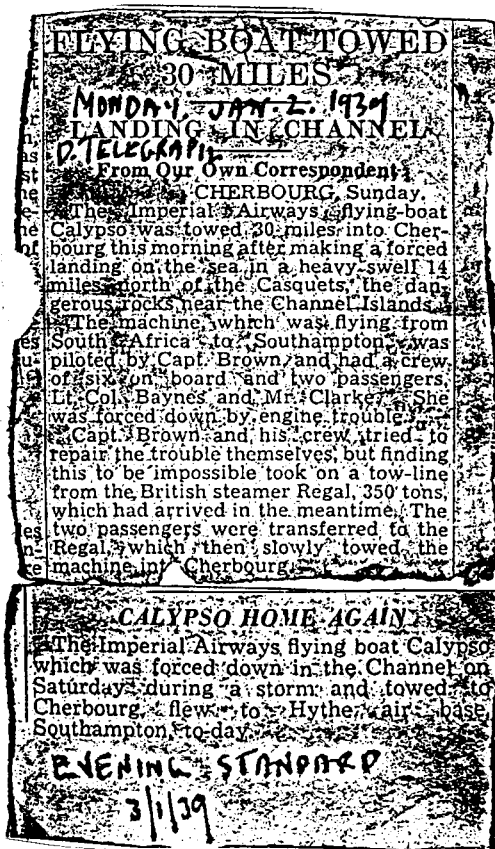 FLYING BOAT TOWED
30 MILES
MONDAY, JAN. 2. 1939
LANDING IN CHANNEL
D. TELEGRAPH
From Our Own Correspondent
CHERBOURG, Sunday.
The Imperial Airways flying-boat
Calypso was towed 30 miles into Cher-
bourg this morning after making a forced
landing on the sea in a heavy swell 14
miles north of the Casquets, the dan-
gerous rocks near the Channel Islands.
The machine, which was flying from
South Africa to Southampton, was
piloted by Capt. Brown, and had a crew
of six on board and two passengers,
Lt. Col. Baynes and Mr. Clarke. She
was forced down by engine trouble.
Capt. Brown and his crew tried to
repair the trouble themselves, but finding
this to be impossible took on a tow-line
from the British steamer Regal, 350 tons,
which had arrived in the meantime. The
two passengers were transferred to the
Regal, which then slowly towed the
machine into Cherbourg.
CALYPSO HOME AGAIN
The Imperial Airways flying boat Calypso
which was forced down in the Channel on
Saturday during a storm and towed to
Cherbourg, flew to Hythe air base,
Southampton, to-day.
EVENING STANDARD
3/1/39